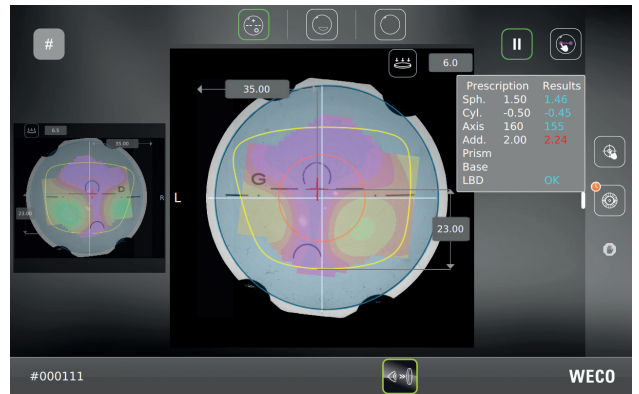 #
6.0
35.00
Prescription Results
Sph. 1.50 1.46
Cyl. -0.50 -0.45
Axis 160 155
Add. 2.00 2.24
Prism
Base
LBD OK
6.5
35.00
D
R
23.00
L
G
23.00
#000111
WECO